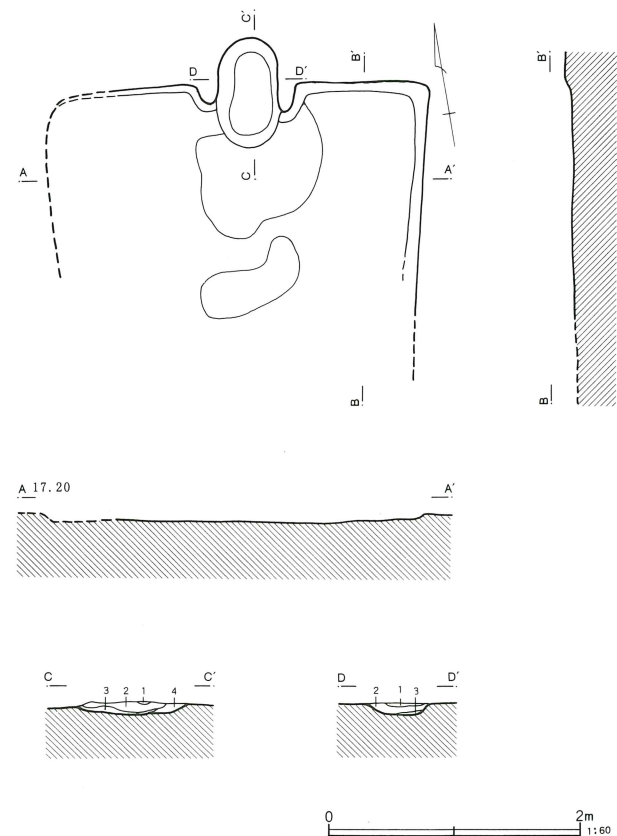 C′
D D′ B′
B′
A A′
C
B B
A 17.20 A′
C C′ D D′
3 2 1 4 2 1 3
0 2m
1:60